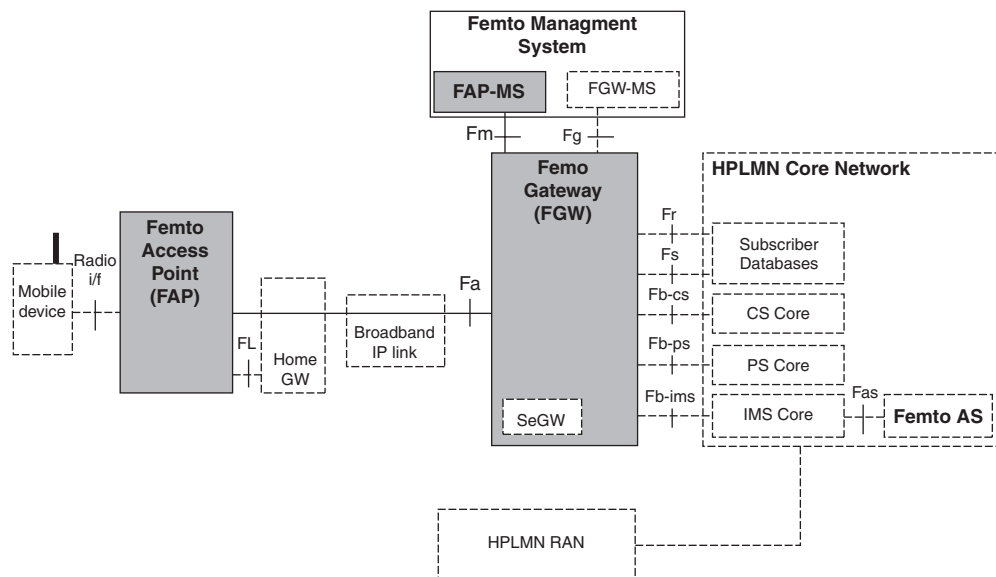 Femto Managment
System
FAP-MS
FGW-MS
Fm
Fg
Femo
Gateway
(FGW)
HPLMN Core Network
Fr
Subscriber
Databases
Fs
Fb-cs
CS Core
Fb-ps
PS Core
Fb-ims
IMS Core
Fas
Femto AS
SeGW
Femto
Access
Point
(FAP)
Radio
i/f
Mobile
device
FL
Home
GW
Broadband
IP link
Fa
HPLMN RAN